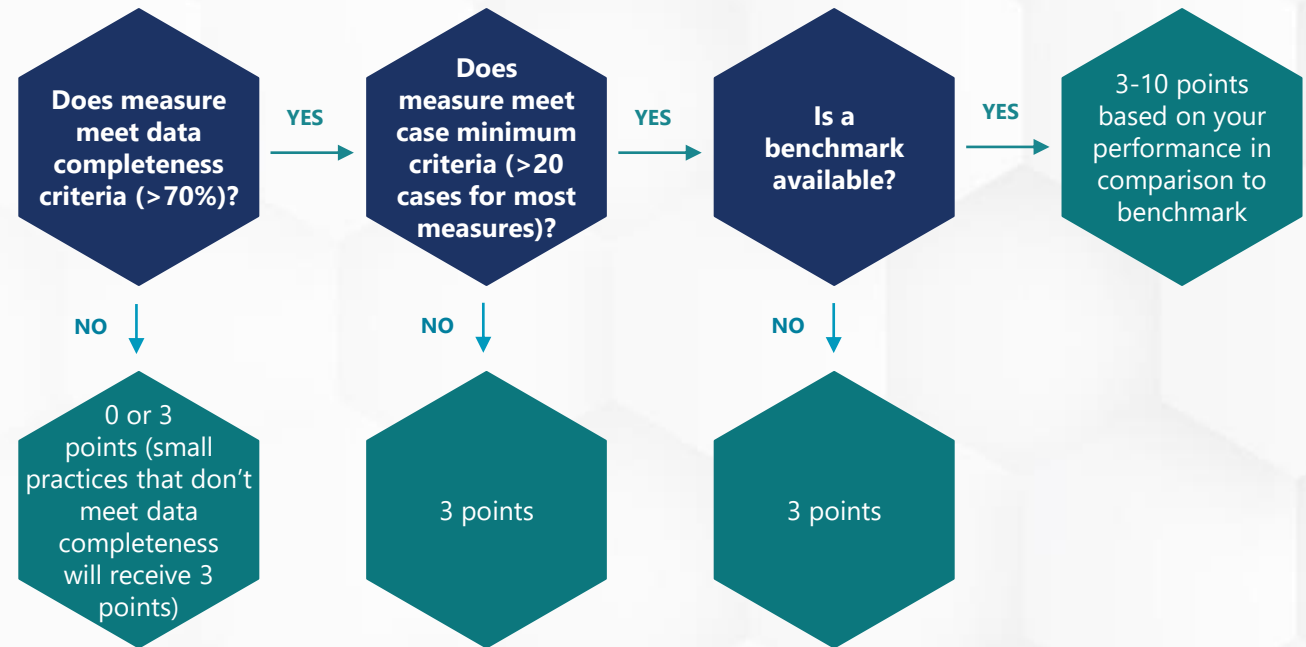 Does measure
meet data
completeness
criteria (>70%)?
YES
Does
measure meet
case minimum
criteria (>20
cases for most
measures)?
YES
Is a
benchmark
available?
YES
3-10 points
based on your
performance in
comparison to
benchmark
NO
NO
NO
0 or 3
points (small
practices that don’t
meet data
completeness
will receive 3
points)
3 points
3 points